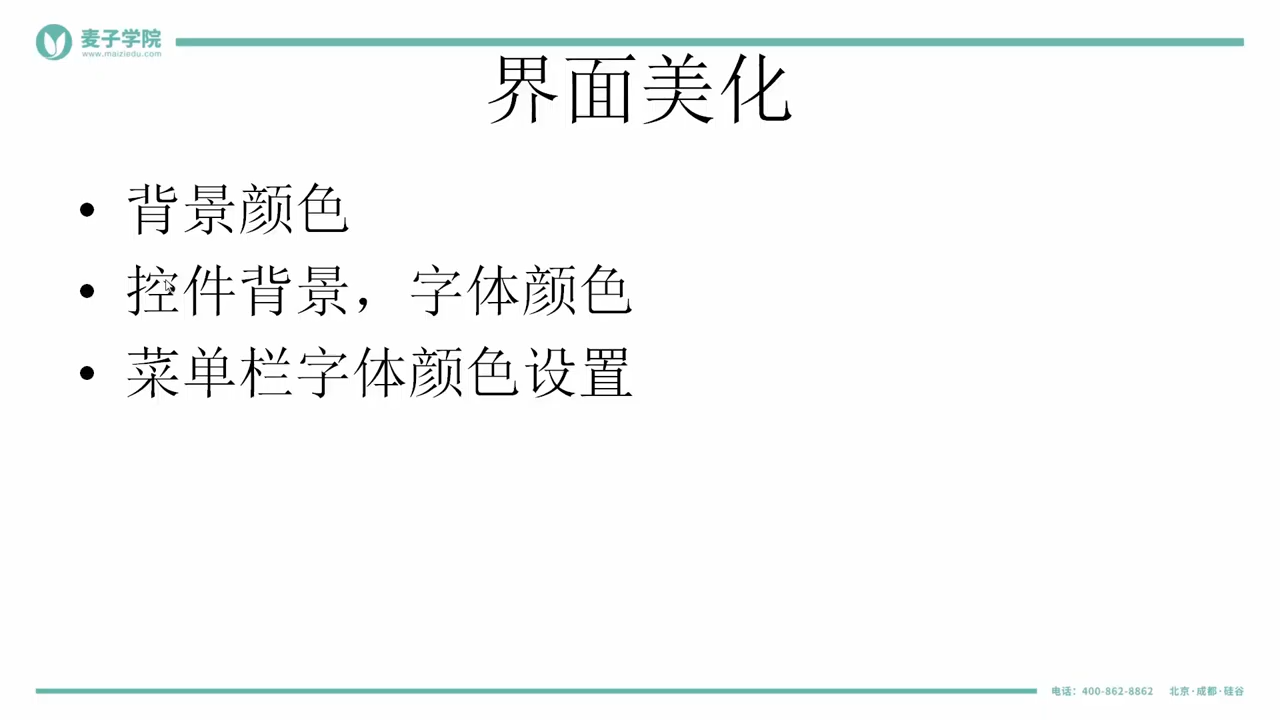 麦子学院
www.maiziedu.com
界面美化
• 背景颜色
• 控件背景，字体颜色
• 菜单栏字体颜色设置
电话：400-862-8862 北京·成都·硅谷